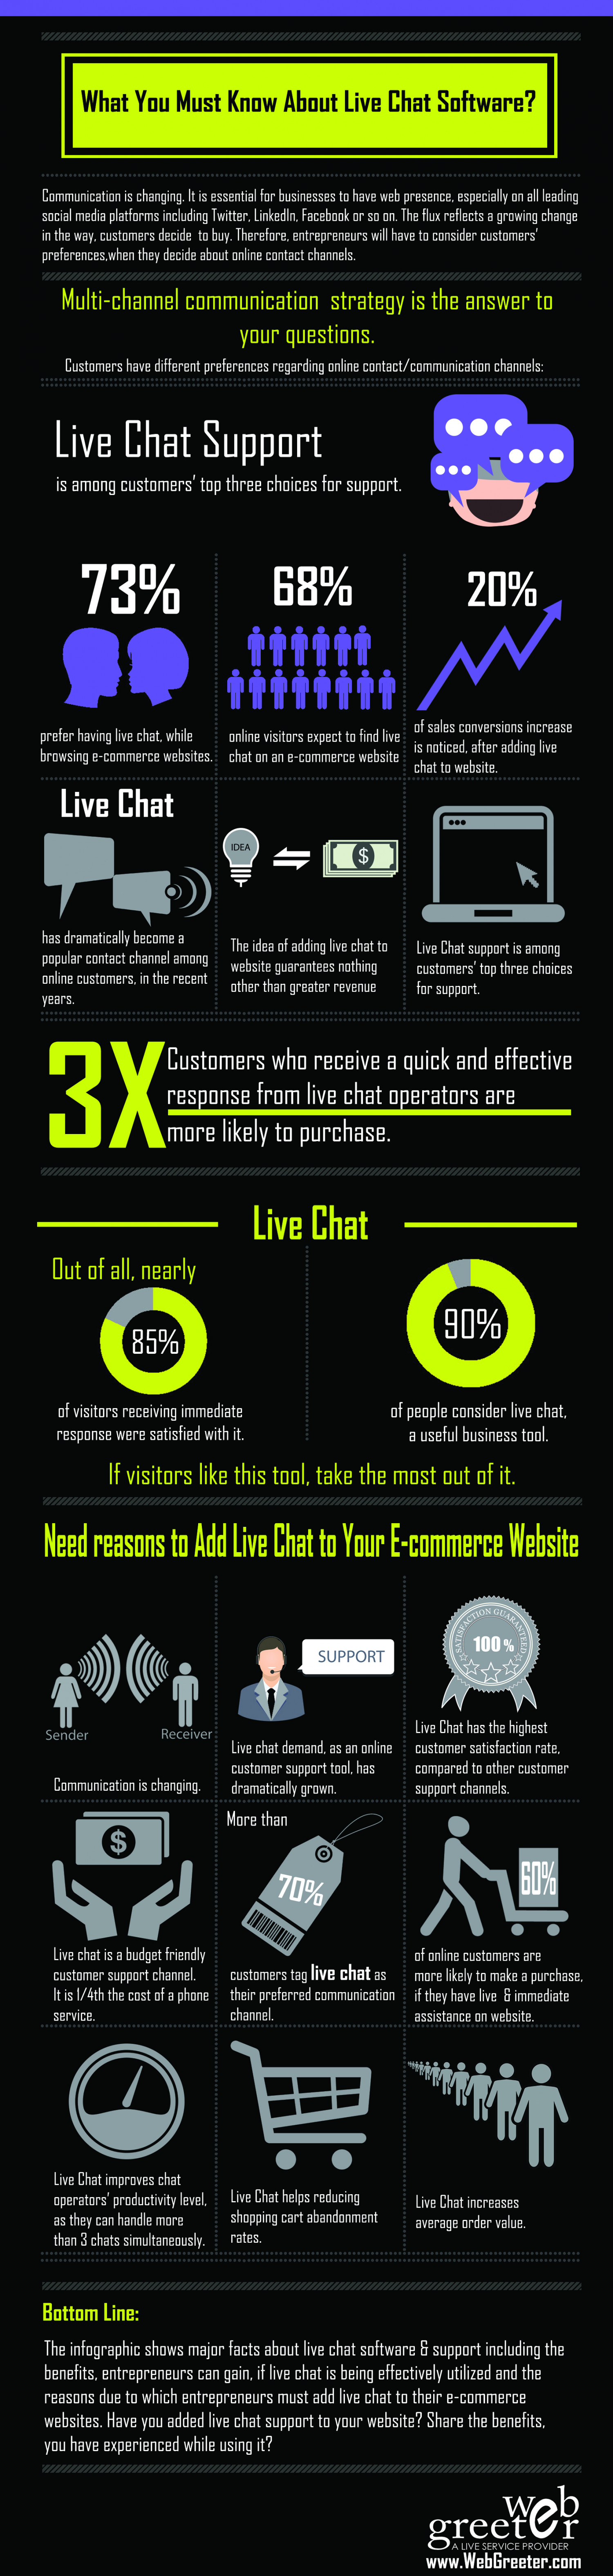 What You Must Know About Live Chat Software?
Communication is changing. It is essential for businesses to have web presence, especially on all leading
social media platforms including Twitter, LinkedIn, Facebook or so on. The flux reflects a growing change
in the way, customers decide to buy. Therefore, entrepreneurs will have to consider customers'
preferences,when they decide about online contact channels.
Multi-channel communication strategy is the answer to
your questions.
Customers have different preferences regarding online contact/communication channels:
Live Chat Support
is among customers' top three choices for support.
73%
prefer having live chat, while
browsing e-commerce websites.
68%
online visitors expect to find live
chat on an e-commerce website
20%
of sales conversions increase
is noticed, after adding live
chat to website.
Live Chat
has dramatically become a
popular contact channel among
online customers, in the recent
years.
IDEA
$
The idea of adding live chat to
website guarantees nothing
other than greater revenue
Live Chat support is among
customers' top three choices
for support.
3X
Customers who receive a quick and effective
response from live chat operators are
more likely to purchase.
Live Chat
Out of all, nearly
85%
of visitors receiving immediate
response were satisfied with it.
90%
of people consider live chat,
a useful business tool.
If visitors like this tool, take the most out of it.
Need reasons to Add Live Chat to Your E-commerce Website
Sender
Receiver
Communication is changing.
SUPPORT
Live chat demand, as an online
customer support tool, has
dramatically grown.
SATISFACTION GUARANTEED
100 %
Live Chat has the highest
customer satisfaction rate,
compared to other customer
support channels.
$
Live chat is a budget friendly
customer support channel.
It is 1/4th the cost of a phone
service.
More than
70%
customers tag live chat as
their preferred communication
channel.
60%
of online customers are
more likely to make a purchase,
if they have live & immediate
assistance on website.
Live Chat improves chat
operators' productivity level,
as they can handle more
than 3 chats simultaneously.
Live Chat helps reducing
shopping cart abandonment
rates.
Live Chat increases
average order value.
Bottom Line:
The infographic shows major facts about live chat software & support including the
benefits, entrepreneurs can gain, if live chat is being effectively utilized and the
reasons due to which entrepreneurs must add live chat to their e-commerce
websites. Have you added live chat support to your website? Share the benefits,
you have experienced while using it?
web
greeter
A LIVE SERVICE PROVIDER
www.WebGreeter.com